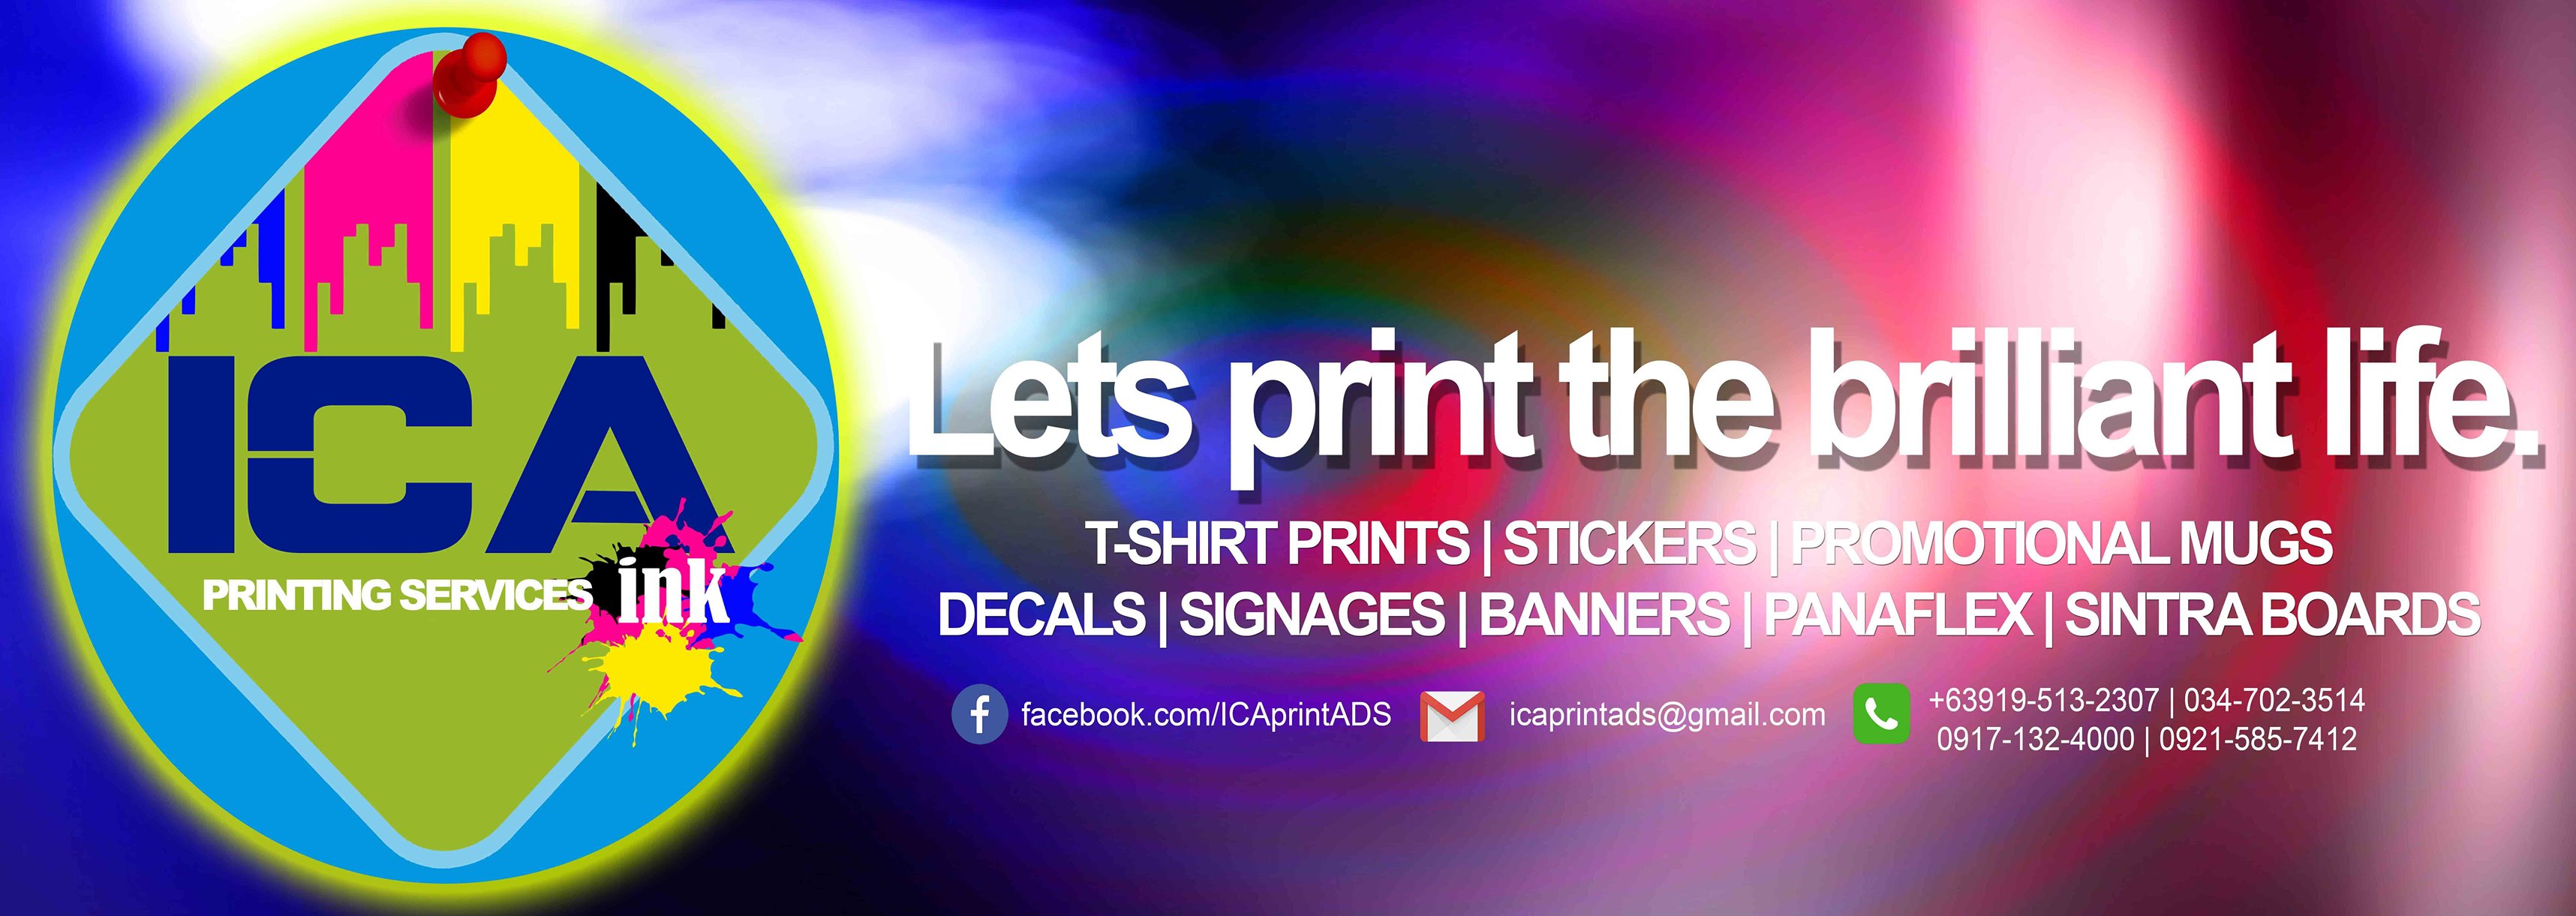 ICA
PRINTING SERVICES ink
Lets print the brilliant life.
T-SHIRT PRINTS | STICKERS | PROMOTIONAL MUGS
DECALS | SIGNAGES | BANNERS | PANAFLEX | SINTRA BOARDS
facebook.com/ICAprintADS
icaprintads@gmail.com
+63919-513-2307 | 034-702-3514
0917-132-4000 | 0921-585-7412